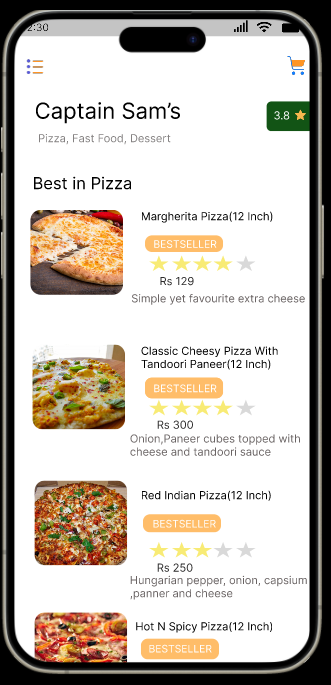 2:30
Captain Sam's
3.8
Pizza, Fast Food, Dessert
Best in Pizza
Margherita Pizza(12 Inch)
BESTSELLER
Rs 129
Simple yet favourite extra cheese
Classic Cheesy Pizza With
Tandoori Paneer(12 Inch)
BESTSELLER
Rs 300
Onion,Paneer cubes topped with
cheese and tandoori sauce
Red Indian Pizza(12 Inch)
BESTSELLER
Rs 250
Hungarian pepper, onion, capsium
,panner and cheese
Hot N Spicy Pizza(12 Inch)
BESTSELLER